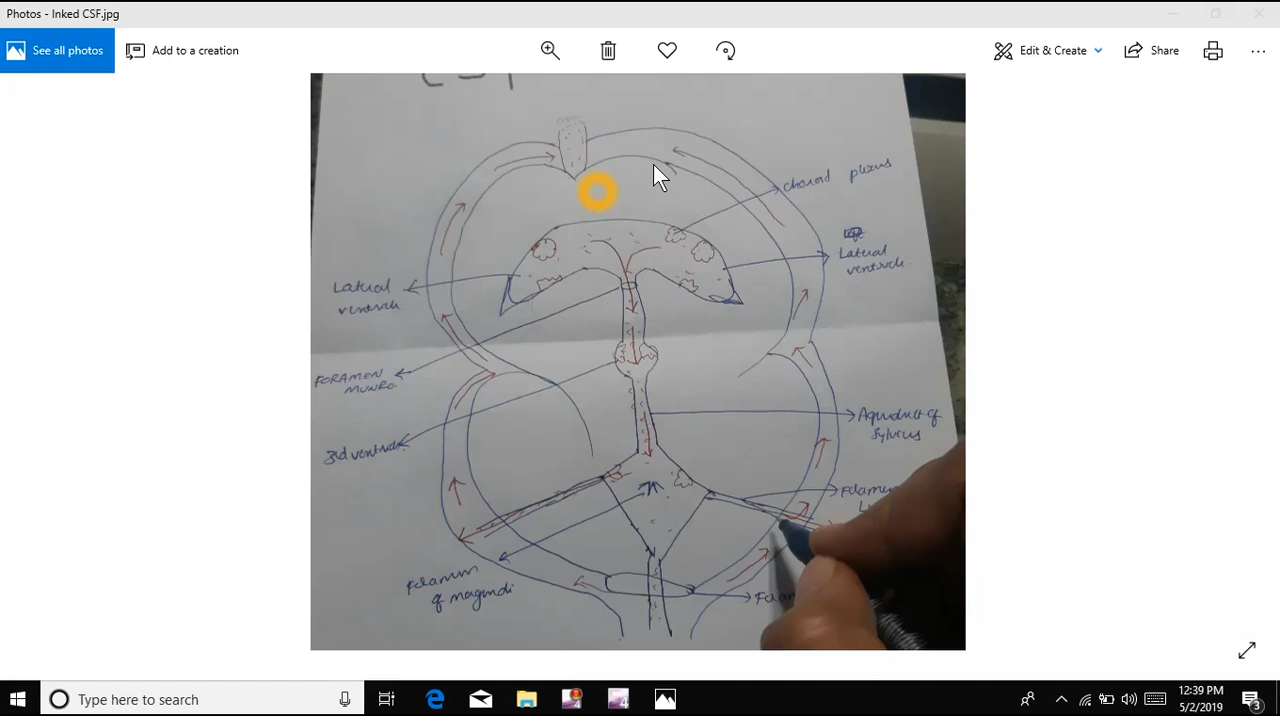 Photos - Inked CSF.jpg
See all photos
Add to a creation
Edit & Create
Share
choroid plexus
Lateral
ventricle.
Lateral
ventricle
FORAMEN
MUNRO.
3rd ventricle
Aqueduct of
Sylvius
of magendi
Type here to search
12:39 PM
5/2/2019
3